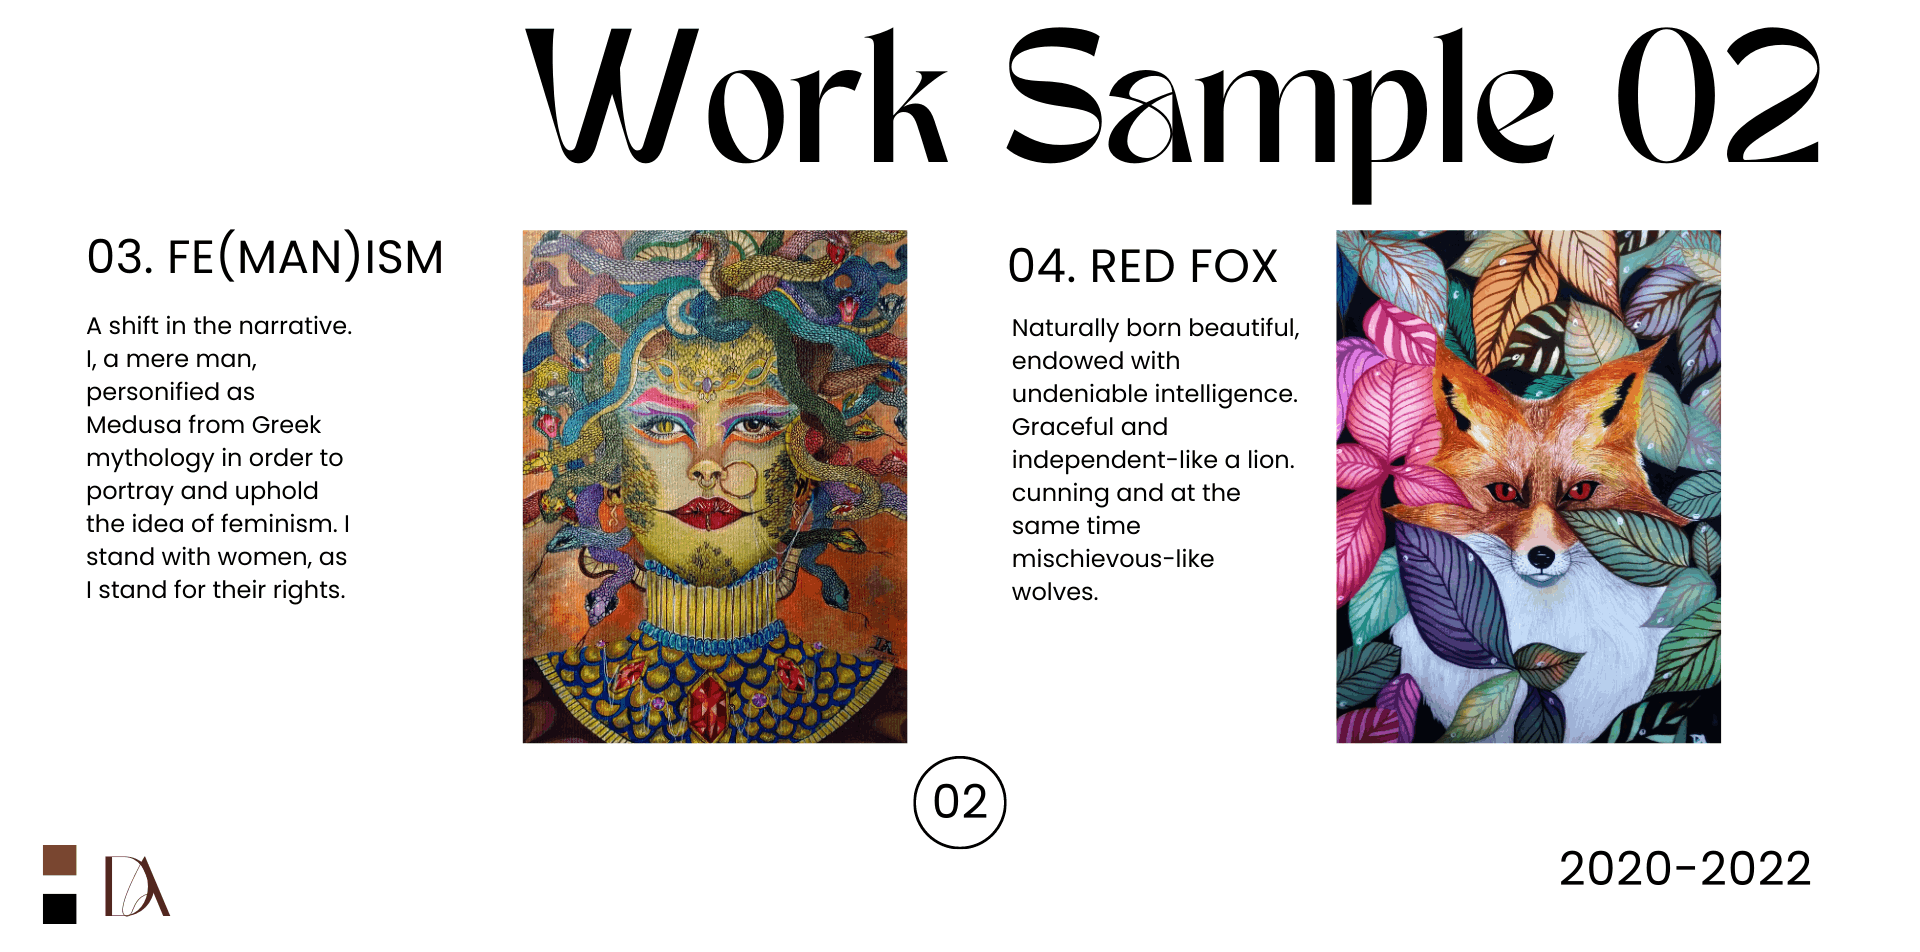 Work Sample 02
03. FE(MAN)ISM
A shift in the narrative.
I, a mere man,
personified as
Medusa from Greek
mythology in order to
portray and uphold
the idea of feminism. I
stand with women, as
I stand for their rights.
04. RED FOX
Naturally born beautiful,
endowed with
undeniable intelligence.
Graceful and
independent-like a lion.
cunning and at the
same time
mischievous-like
wolves.
02
DA
2020-2022